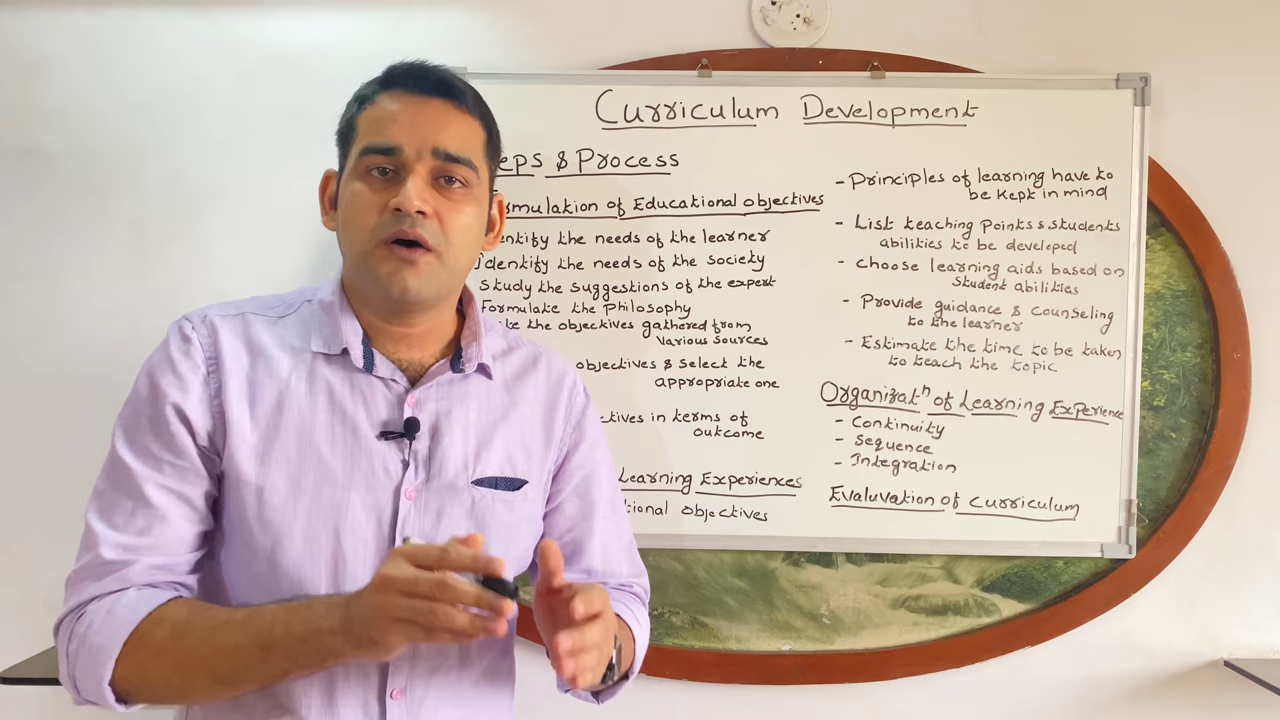 Curriculum Development
eps & Process
rmulation of Educational objectives
entify the needs of the learner
Identify the needs of the society
Study the suggestions of the expert
Formulate the Philosophy
the objectives gathered from
Various sources
objectives & Select the
appropriate one
ctives in terms of
outcome
Learning Experiences
tional objectives
- Principles of learning have to
be kept in mind
- List teaching Points & Students
abilities to be developed
- choose learning aids based on
Student abilities
- Provide guidance & Counseling
to the learner
- Estimate the time to be taken
to teach the topic
Organizatⁿ of Learning Experience
- Continuity
- Sequence
- Integration
Evaluvation of Curriculum